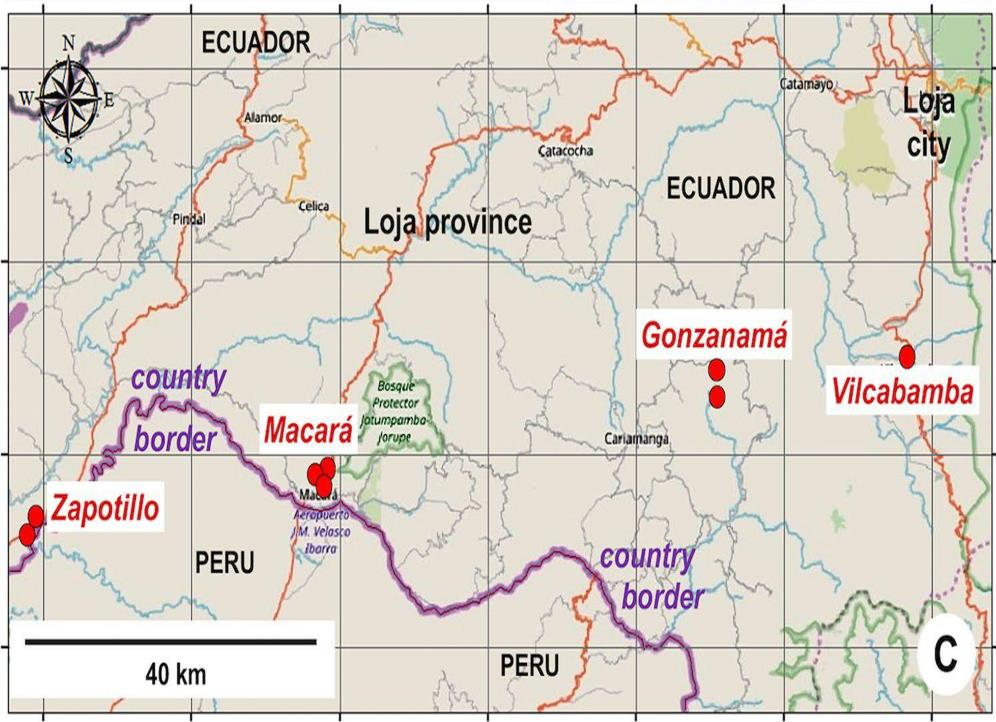 N
ECUADOR
W
E
S
Catamayo
Loja
city
Alamor
Catacocha
ECUADOR
Celica
Pindal
Loja province
Gonzanamá
country
border
Bosque
Protector
Jatumpamba-
Jorupe
Vilcabamba
Macará
Cariamanga
Macará
Zapotillo
Aeropuerto
J.M. Velasco
Ibarra
PERU
country
border
40 km
PERU
C